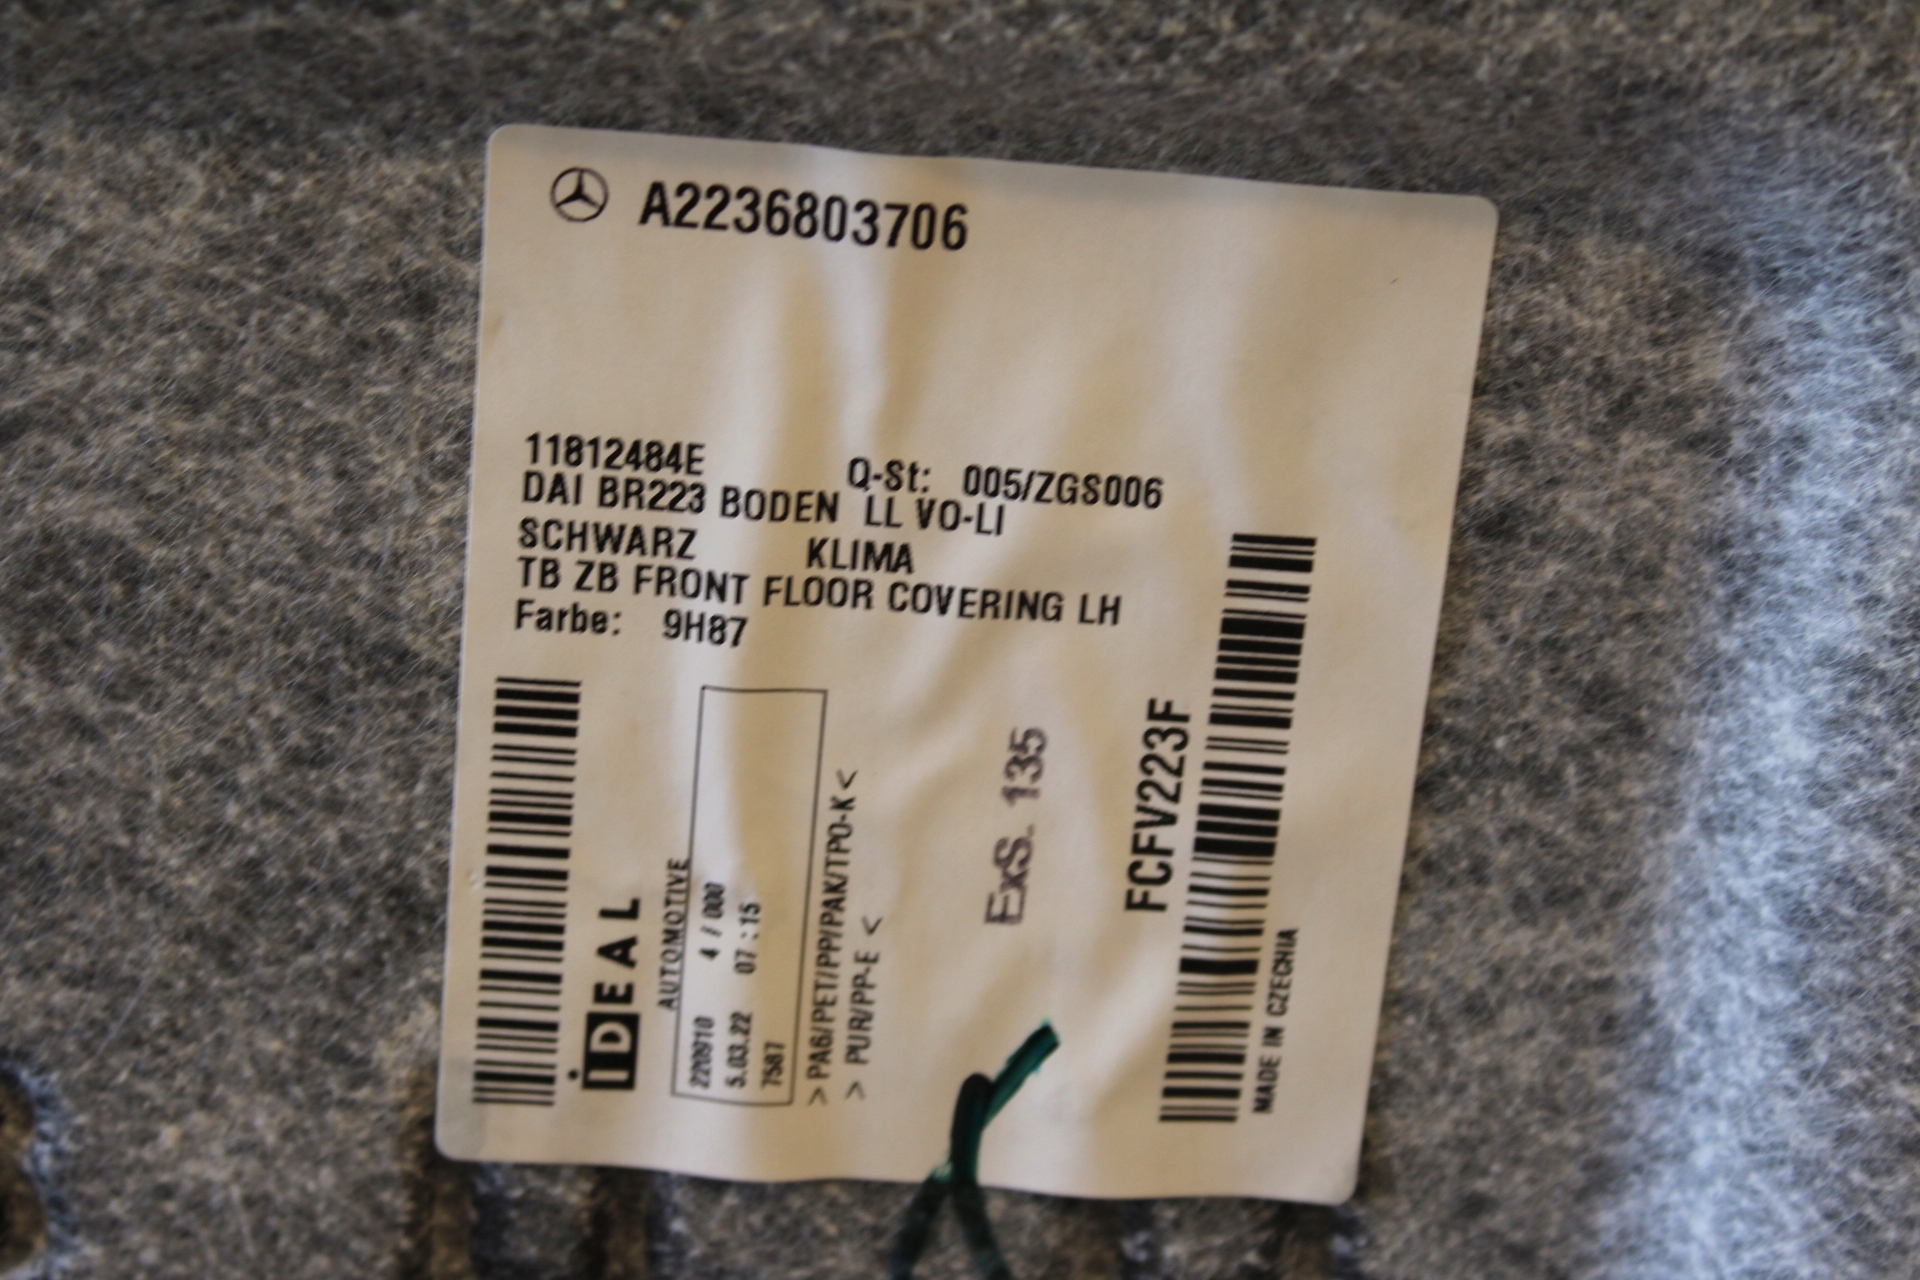 A2236803706
11812484E Q-St: 005/ZGS006
DAI BR223 BODEN LL VO-LI
SCHWARZ KLIMA
TB ZB FRONT FLOOR COVERING LH
Farbe: 9H87
iDEAL
AUTOMOTIVE
220910 4 / 000
5.03.22 07 : 15
7587
>PA6/PET/PP/PAK/TPO-K<
> PUR/PP-E <
ExS. 135
FCFV223F
MADE IN CZECHIA